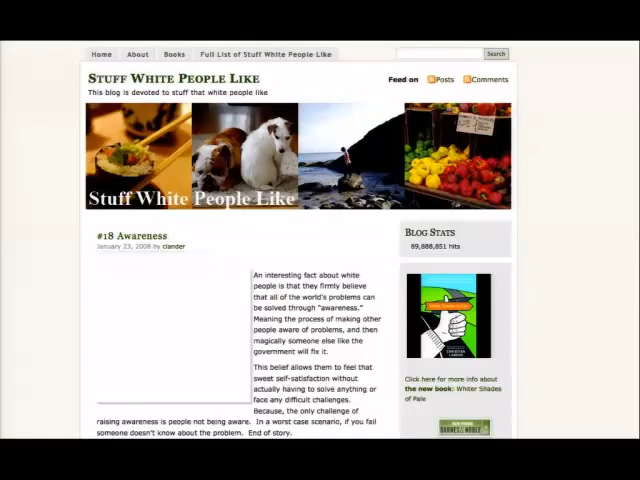 Home About Books Full List of Stuff White People Like Search
Stuff White People Like Feed on Posts Comments
This blog is devoted to stuff that white people like
Stuff White People Like
#18 Awareness
January 23, 2008 by clander
An interesting fact about white
people is that they firmly believe
that all of the world's problems can
be solved through "awareness."
Meaning the process of making other
people aware of problems, and then
magically someone else like the
government will fix it.
This belief allows them to feel that
sweet self-satisfaction without
actually having to solve anything or
face any difficult challenges.
Because, the only challenge of
raising awareness is people not being aware. In a worst case scenario, if you fail
someone doesn't know about the problem. End of story.
Blog Stats
89,888,851 hits
CHRISTIAN LANDER
Click here for more info about
the new book: Whiter Shades
of Pale
BARNES & NOBLE